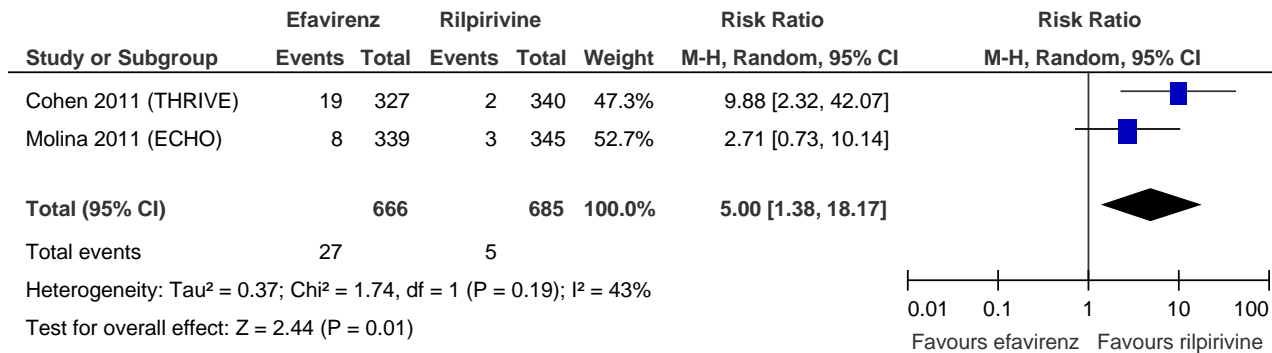 Efavirenz Rilpirivine Risk Ratio Risk Ratio
Study or Subgroup Events Total Events Total Weight M-H, Random, 95% CI M-H, Random, 95% CI
Cohen 2011 (THRIVE) 19 327 2 340 47.3% 9.88 [2.32, 42.07]
Molina 2011 (ECHO) 8 339 3 345 52.7% 2.71 [0.73, 10.14]
Total (95% CI) 666 685 100.0% 5.00 [1.38, 18.17]
Total events 27 5
Heterogeneity: Tau² = 0.37; Chi² = 1.74, df = 1 (P = 0.19); I² = 43%
Test for overall effect: Z = 2.44 (P = 0.01)
0.01 0.1 1 10 100
Favours efavirenz Favours rilpirivine